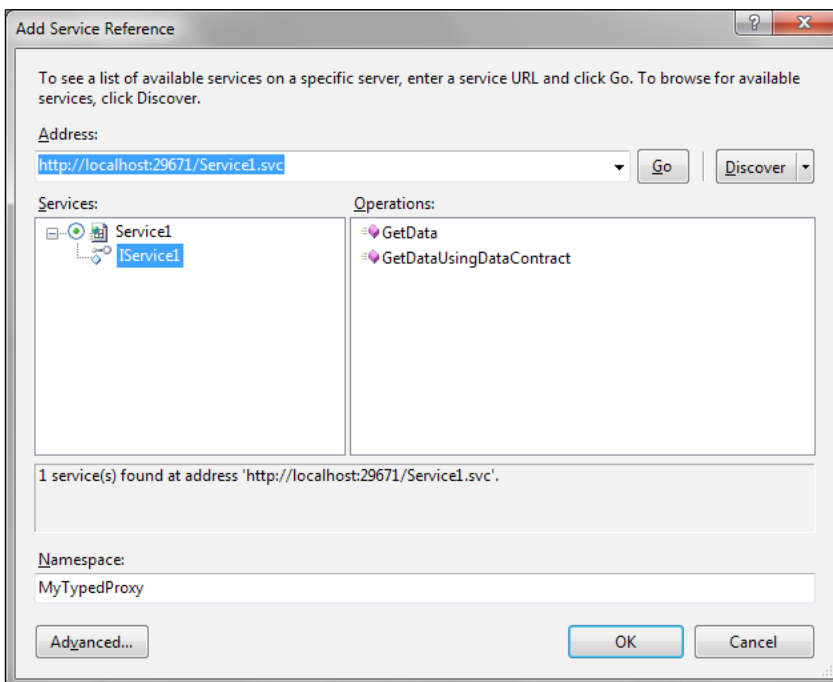 Add Service Reference
To see a list of available services on a specific server, enter a service URL and click Go. To browse for available
services, click Discover.
Address:
http://localhost:29671/Service1.svc
Go
Discover
Services:
Operations:
Service1
IService1
GetData
GetDataUsingDataContract
1 service(s) found at address 'http://localhost:29671/Service1.svc'.
Namespace:
MyTypedProxy
Advanced...
OK
Cancel